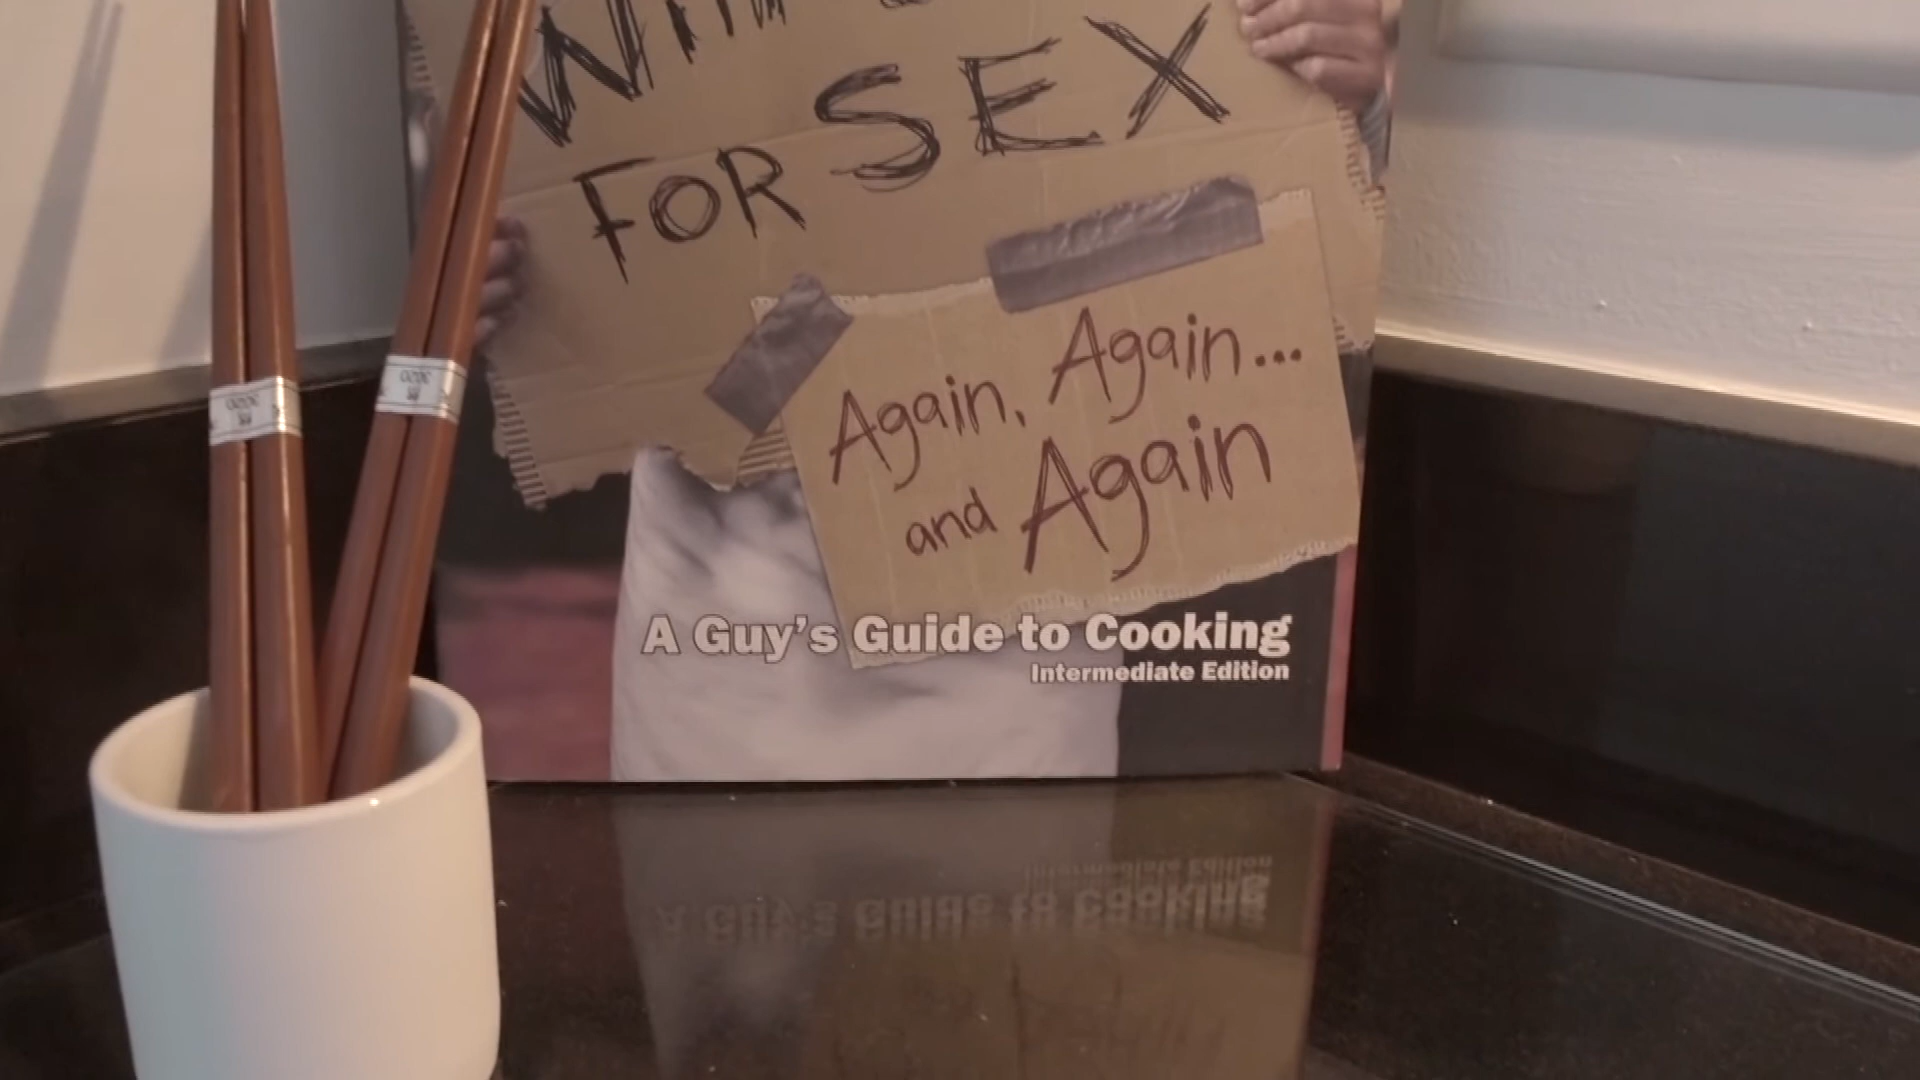 FOR SEX
Again, Again...
and Again
A Guy's Guide to Cooking
Intermediate Edition